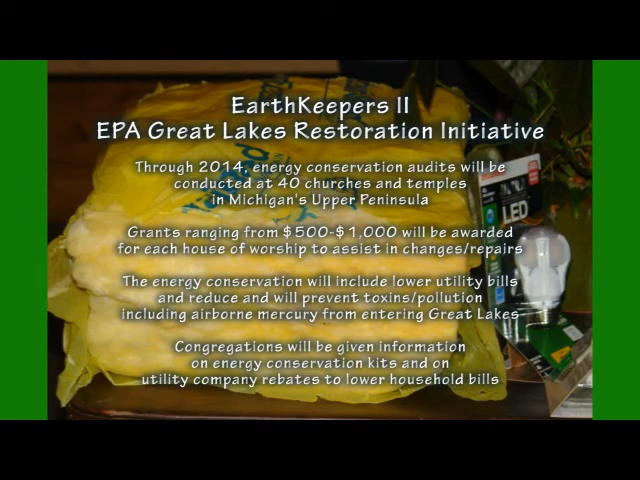 EarthKeepers II
EPA Great Lakes Restoration Initiative
Through 2014, energy conservation audits will be
conducted at 40 churches and temples
in Michigan's Upper Peninsula
Grants ranging from $500-$1,000 will be awarded
for each house of worship to assist in changes/repairs
The energy conservation will include lower utility bills
and reduce and will prevent toxins/pollution
including airborne mercury from entering Great Lakes
Congregations will be given information
on energy conservation kits and on
utility company rebates to lower household bills
LED